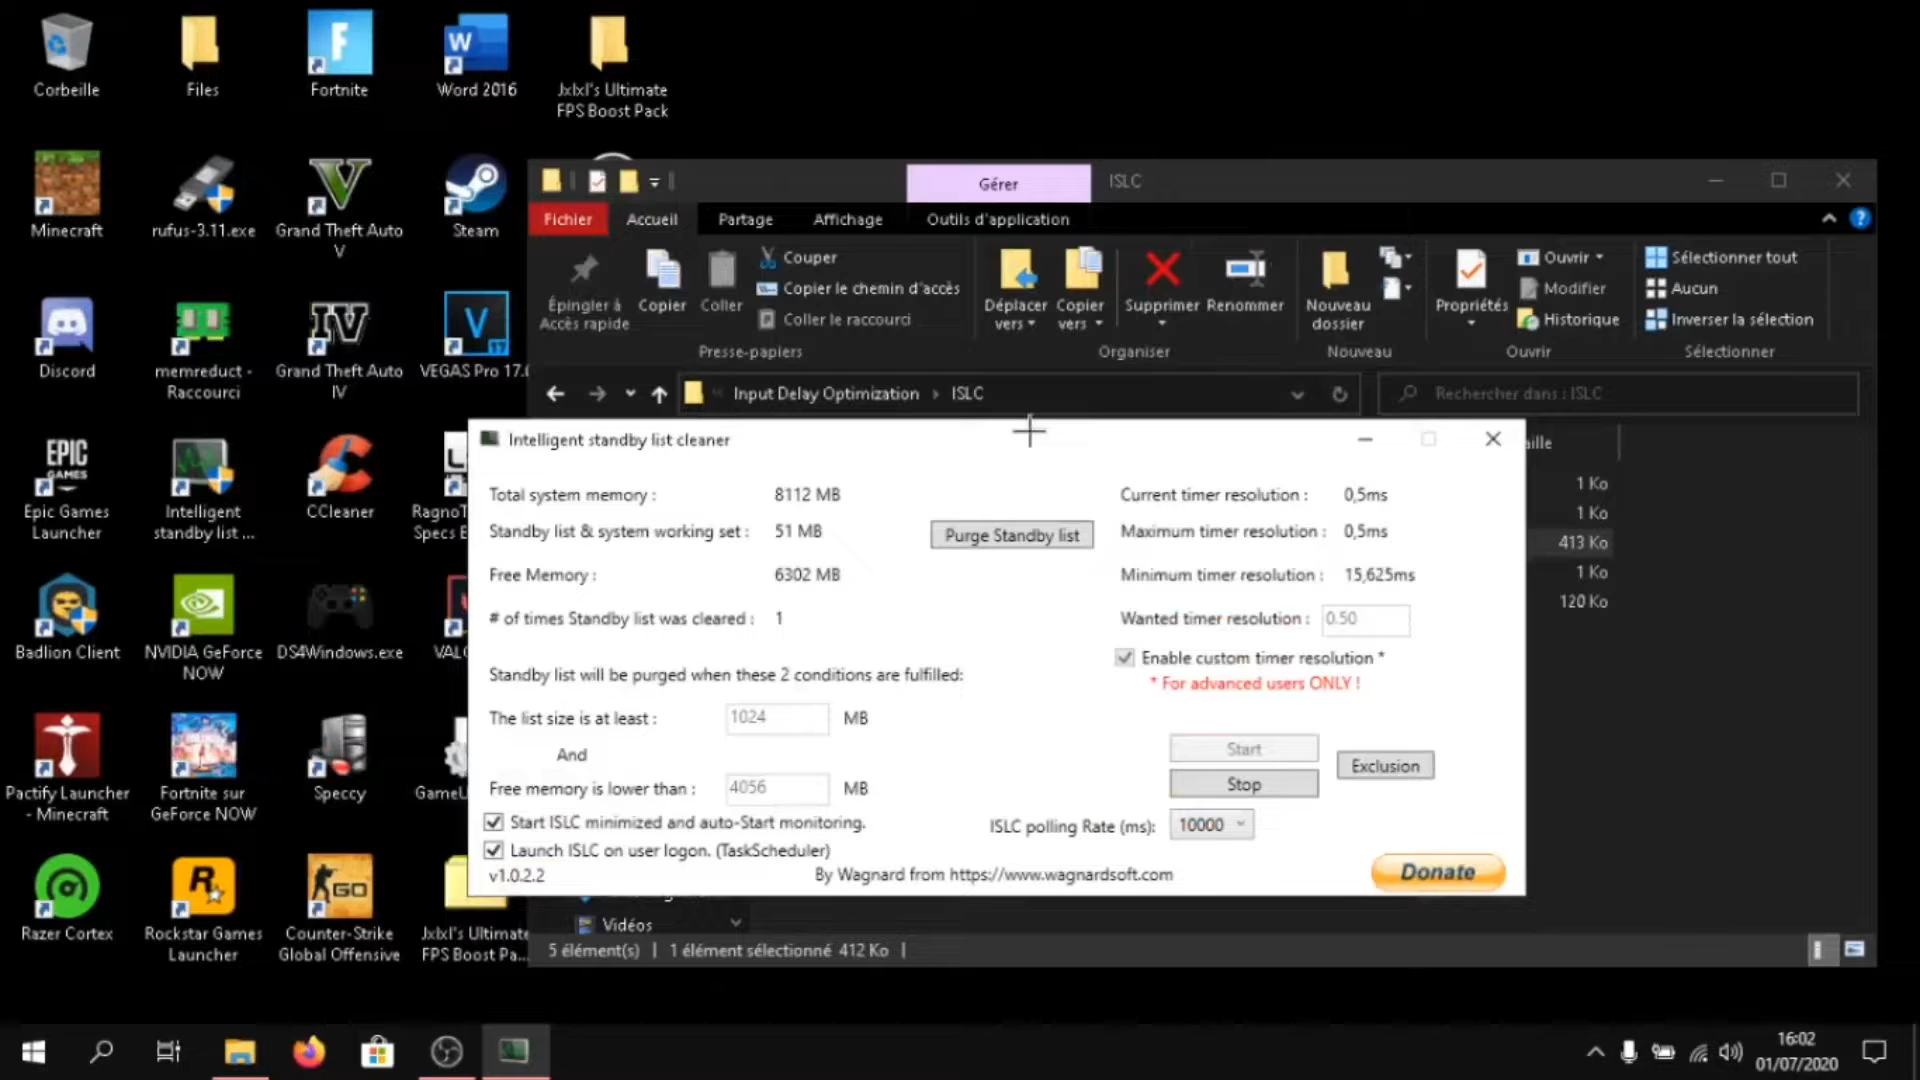 Corbeille
Files
Fortnite
Word 2016
Jxlxl's Ultimate
FPS Boost Pack
Minecraft
rufus-3.11.exe
Grand Theft Auto
V
Steam
Discord
memreduct -
Raccourci
Grand Theft Auto
IV
VEGAS Pro 17.
EPIC
GAMES
Epic Games
Launcher
Intelligent
standby list ...
CCleaner
Badlion Client
NVIDIA GeForce
NOW
DS4Windows.exe
Pactify Launcher
- Minecraft
Fortnite sur
GeForce NOW
Speccy
Razer Cortex
Rockstar Games
Launcher
GO
Counter-Strike
Global Offensive
Jxlxl's Ultimate
FPS Boost Pa...
Gérer
ISLC
Fichier
Accueil
Partage
Affichage
Outils d'application
Épingler à
Accès rapide
Copier
Coller
Couper
Copier le chemin d'accès
Coller le raccourci
Presse-papiers
Déplacer
vers
Copier
vers
Supprimer
Renommer
Organiser
Nouveau
dossier
Nouveau
Propriétés
Ouvrir
Modifier
Historique
Ouvrir
Sélectionner tout
Aucun
Inverser la sélection
Sélectionner
Input Delay Optimization › ISLC
Rechercher dans : ISLC
aille
1 Ko
1 Ko
413 Ko
1 Ko
120 Ko
Intelligent standby list cleaner
Total system memory : 8112 MB
Standby list & system working set : 51 MB
Purge Standby list
Free Memory : 6302 MB
# of times Standby list was cleared : 1
Current timer resolution : 0,5ms
Maximum timer resolution : 0,5ms
Minimum timer resolution : 15,625ms
Wanted timer resolution : 0.50
Enable custom timer resolution *
* For advanced users ONLY !
Standby list will be purged when these 2 conditions are fulfilled:
The list size is at least : 1024 MB
And
Free memory is lower than : 4056 MB
Start
Stop
Exclusion
Start ISLC minimized and auto-Start monitoring.
ISLC polling Rate (ms): 10000
Launch ISLC on user logon. (TaskScheduler)
v1.0.2.2
By Wagnard from https://www.wagnardsoft.com
Donate
Vidéos
5 élément(s)
1 élément sélectionné 412 Ko
16:02
01/07/2020